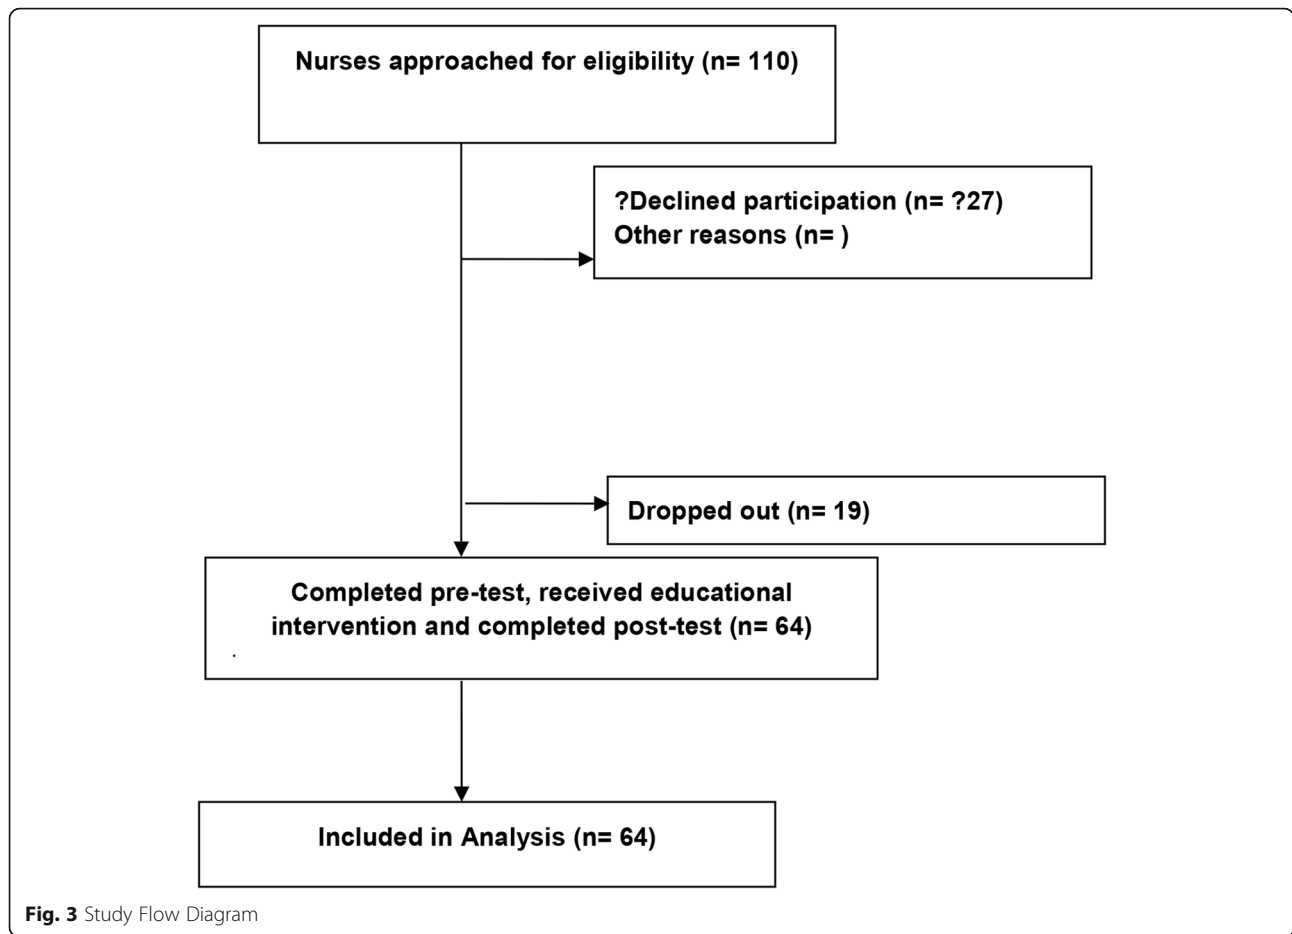 Nurses approached for eligibility (n= 110)
?Declined participation (n= ?27)
Other reasons (n= )
Dropped out (n= 19)
Completed pre-test, received educational
intervention and completed post-test (n= 64)
.
Included in Analysis (n= 64)
Fig. 3 Study Flow Diagram